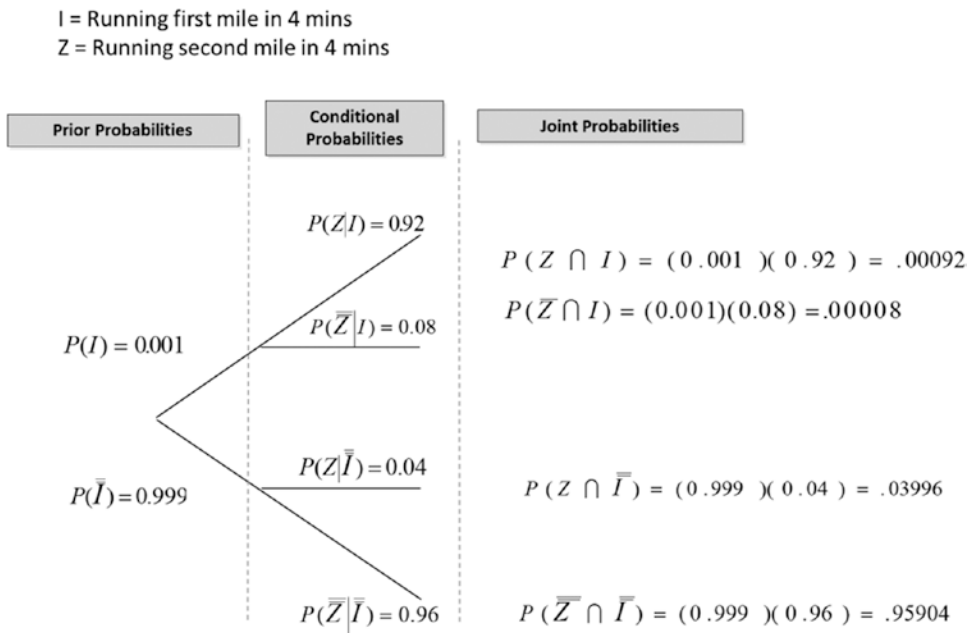 I = Running first mile in 4 mins
Z = Running second mile in 4 mins
Prior Probabilities
Conditional
Probabilities
Joint Probabilities
P(Z|I) = 0.92
P ( Z ∩ I ) = ( 0.001 )( 0.92 ) = .00092
P(Z̅|I) = 0.08
P(Z̅ ∩ I) = (0.001)(0.08) =.00008
P(I) = 0.001
P(Z|I̿) = 0.04
P(I̿) = 0.999
P ( Z ∩ I̿ ) = ( 0.999 )( 0.04 ) = .03996
P(Z̿|I̿) = 0.96
P ( Z̿ ∩ I̿ ) = ( 0.999 )( 0.96 ) = .95904